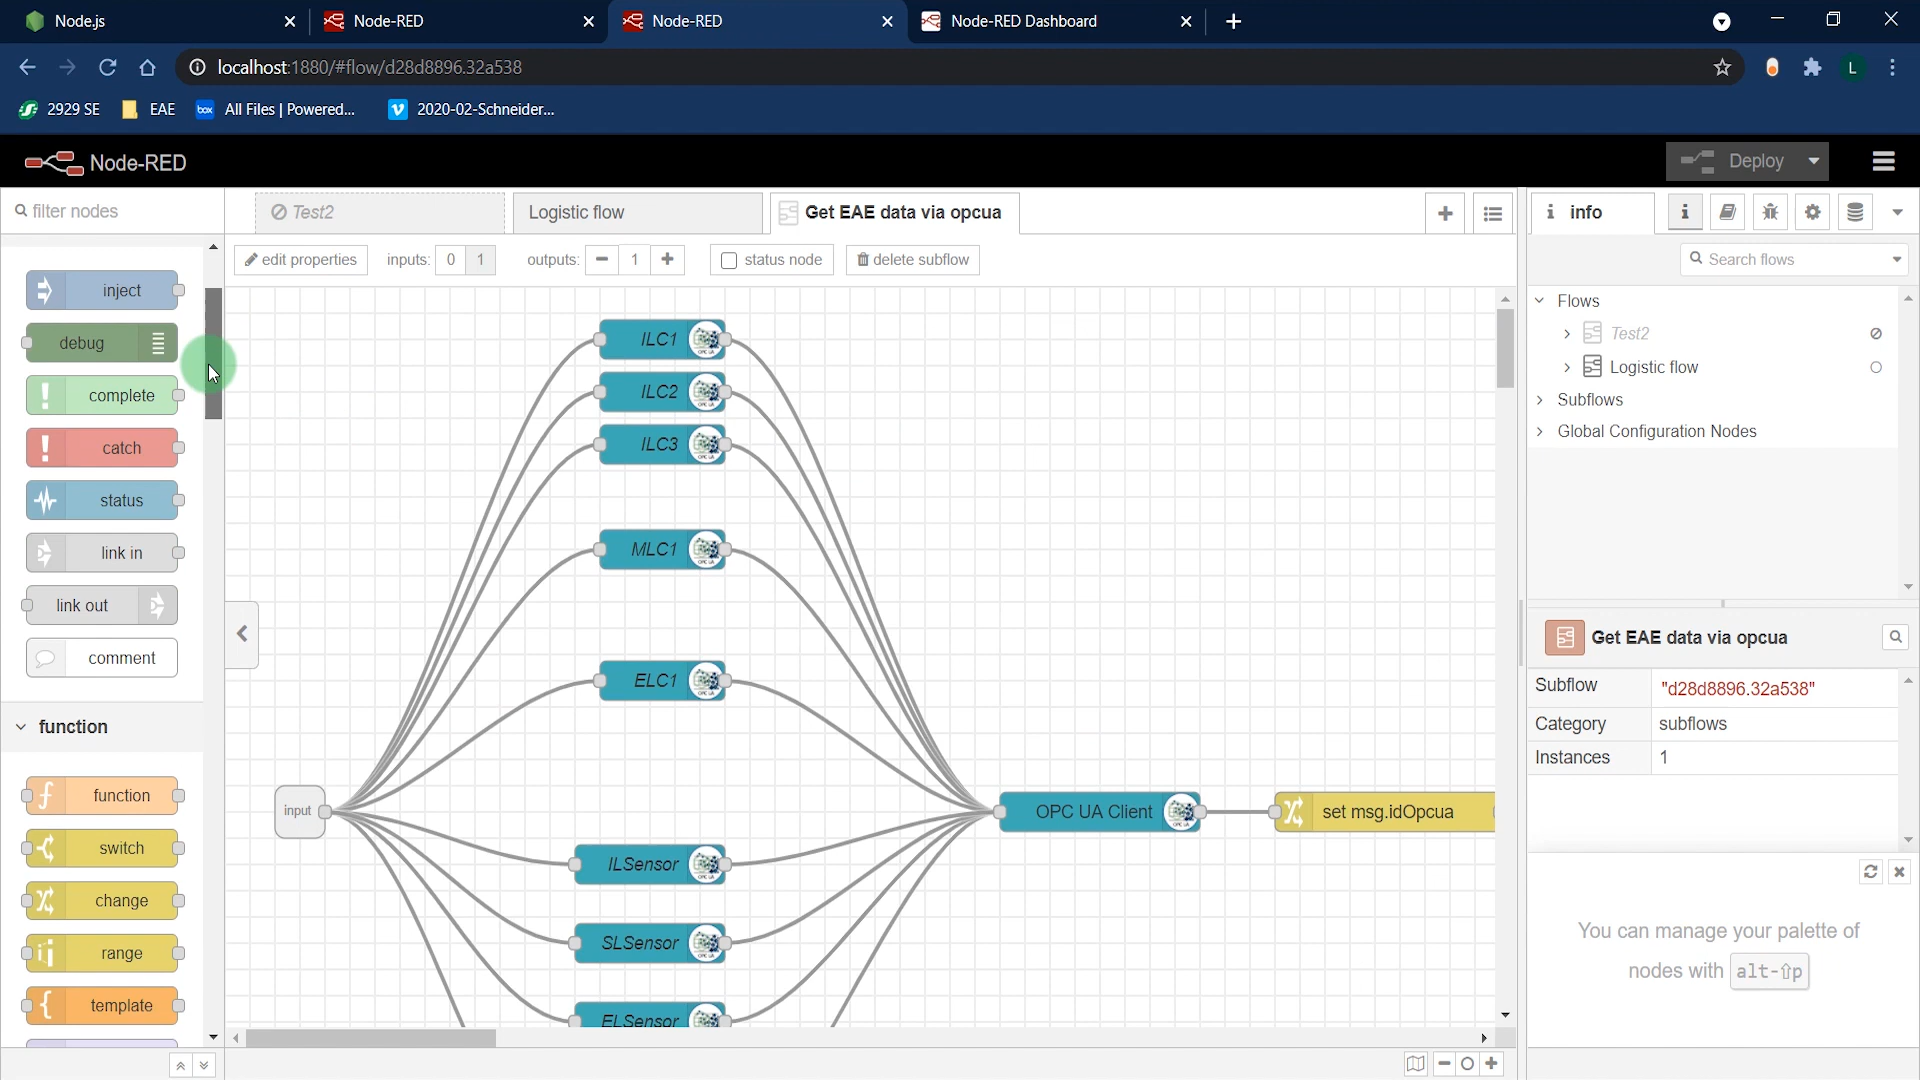 Node.js
Node-RED
Node-RED
Node-RED Dashboard
localhost:1880/#flow/d28d8896.32a538
L
2929 SE
EAE
box
All Files | Powered...
2020-02-Schneider...
Node-RED
Deploy
filter nodes
Test2
Logistic flow
Get EAE data via opcua
info
edit properties
inputs: 0 1
outputs: 1
status node
delete subflow
Search flows
inject
debug
complete
catch
status
link in
link out
comment
function
function
switch
change
range
template
ILC1
ILC2
ILC3
MLC1
ELC1
input
OPC UA Client
set msg.idOpcua
ILSensor
SLSensor
ELSensor
Flows
Test2
Logistic flow
Subflows
Global Configuration Nodes
Get EAE data via opcua
Subflow "d28d8896.32a538"
Category subflows
Instances 1
You can manage your palette of
nodes with alt-⇧p